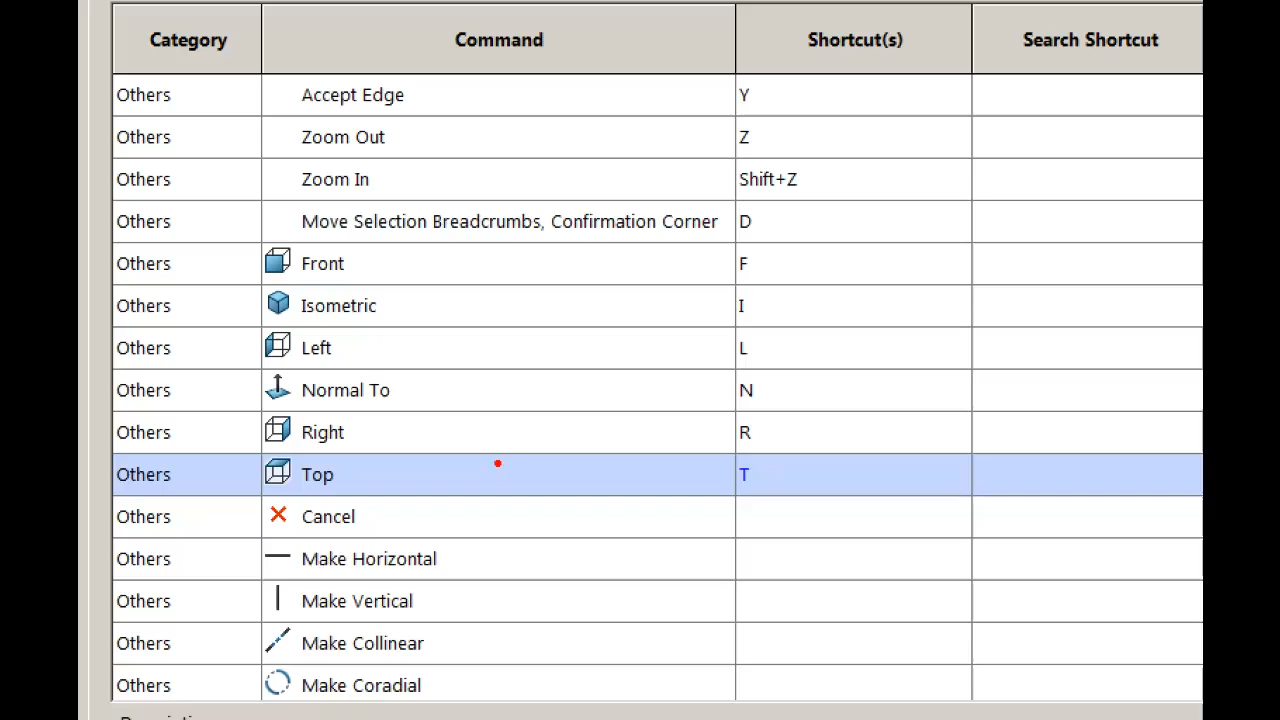 Category Command Shortcut(s) Search Shortcut
Others Accept Edge Y
Others Zoom Out Z
Others Zoom In Shift+Z
Others Move Selection Breadcrumbs, Confirmation Corner D
Others Front F
Others Isometric I
Others Left L
Others Normal To N
Others Right R
Others Top T
Others Cancel
Others Make Horizontal
Others Make Vertical
Others Make Collinear
Others Make Coradial